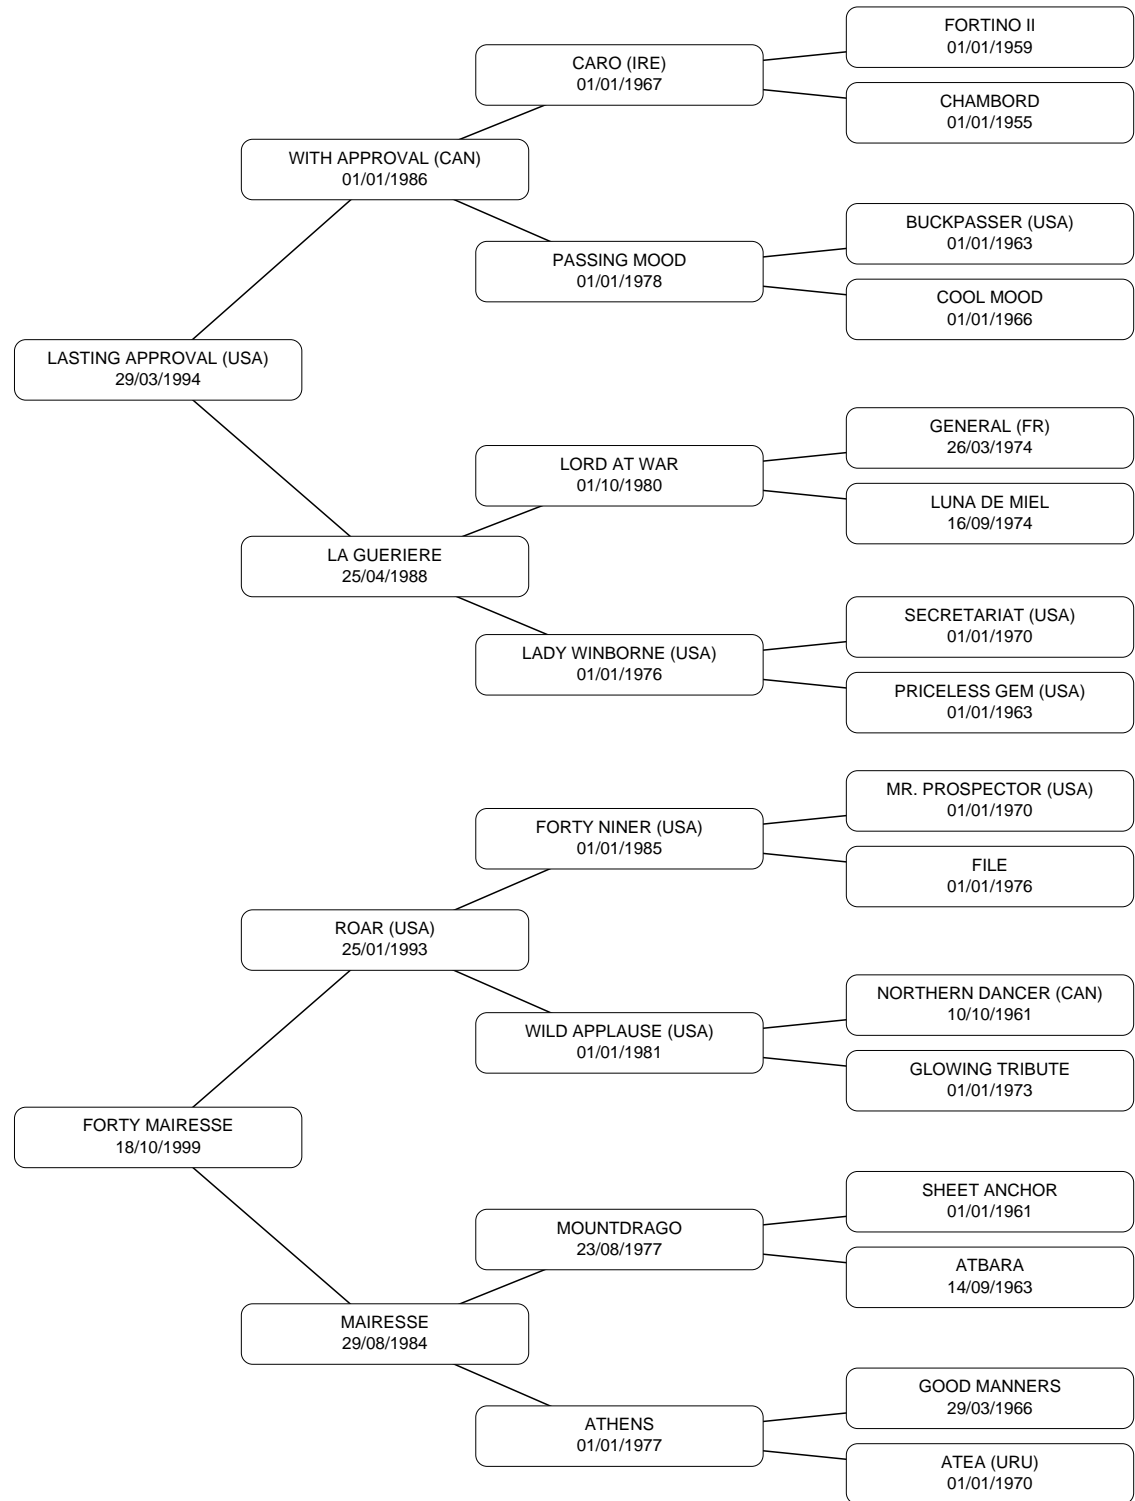 FORTINO II
01/01/1959
CARO (IRE)
01/01/1967
CHAMBORD
01/01/1955
WITH APPROVAL (CAN)
01/01/1986
BUCKPASSER (USA)
01/01/1963
PASSING MOOD
01/01/1978
COOL MOOD
01/01/1966
LASTING APPROVAL (USA)
29/03/1994
GENERAL (FR)
26/03/1974
LORD AT WAR
01/10/1980
LUNA DE MIEL
16/09/1974
LA GUERIERE
25/04/1988
SECRETARIAT (USA)
01/01/1970
LADY WINBORNE (USA)
01/01/1976
PRICELESS GEM (USA)
01/01/1963
MR. PROSPECTOR (USA)
01/01/1970
FORTY NINER (USA)
01/01/1985
FILE
01/01/1976
ROAR (USA)
25/01/1993
NORTHERN DANCER (CAN)
10/10/1961
WILD APPLAUSE (USA)
01/01/1981
GLOWING TRIBUTE
01/01/1973
FORTY MAIRESSE
18/10/1999
SHEET ANCHOR
01/01/1961
MOUNTDRAGO
23/08/1977
ATBARA
14/09/1963
MAIRESSE
29/08/1984
GOOD MANNERS
29/03/1966
ATHENS
01/01/1977
ATEA (URU)
01/01/1970